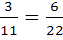 3/11 = 6/22